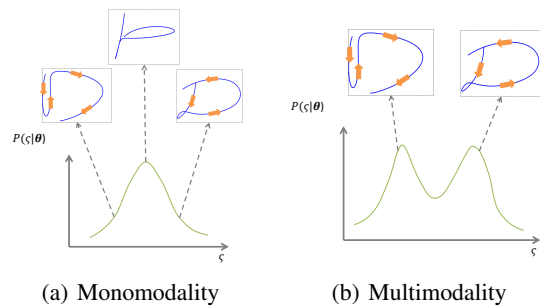 P(ς|θ)
ς
(a) Monomodality
P(ς|θ)
ς
(b) Multimodality